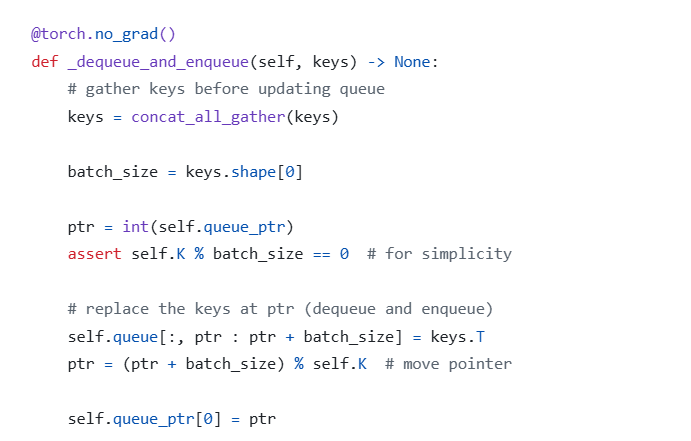 @torch.no_grad()
def _dequeue_and_enqueue(self, keys) -> None:
    # gather keys before updating queue
    keys = concat_all_gather(keys)

    batch_size = keys.shape[0]

    ptr = int(self.queue_ptr)
    assert self.K % batch_size == 0  # for simplicity

    # replace the keys at ptr (dequeue and enqueue)
    self.queue[:, ptr : ptr + batch_size] = keys.T
    ptr = (ptr + batch_size) % self.K  # move pointer

    self.queue_ptr[0] = ptr